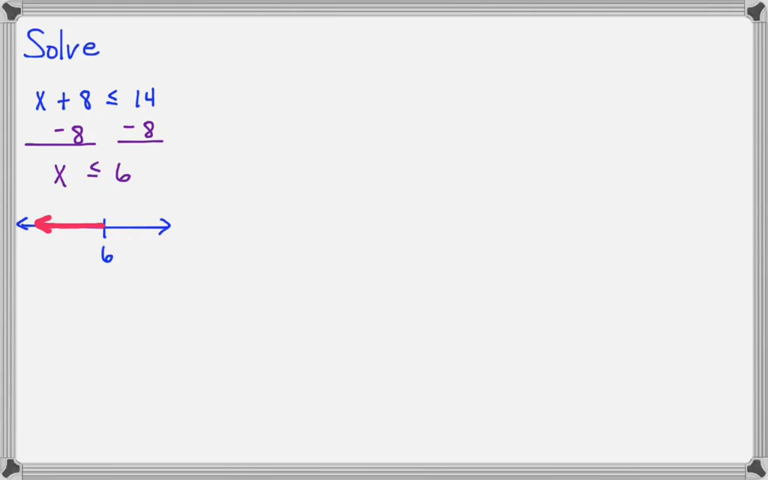 Solve
x + 8 ≤ 14
- 8 - 8
x ≤ 6
6